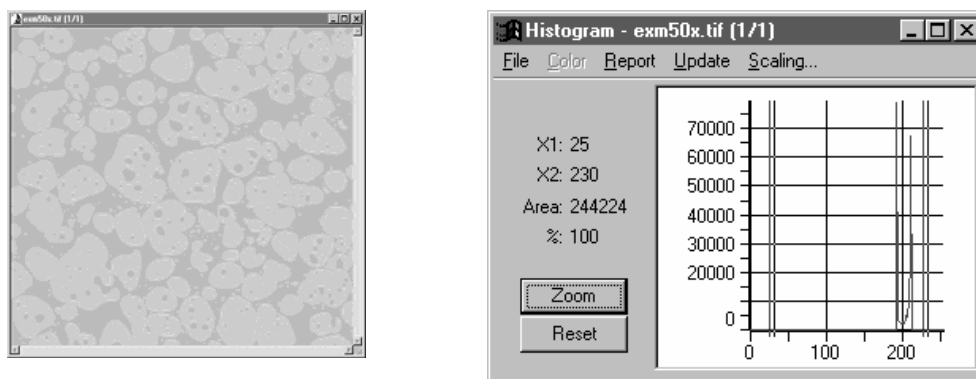 exm50x.tif (1/1)
Histogram - exm50x.tif (1/1)
File Color Report Update Scaling...
X1: 25
X2: 230
Area: 244224
%: 100
Zoom
Reset
70000
60000
50000
40000
30000
20000
0
0 100 200